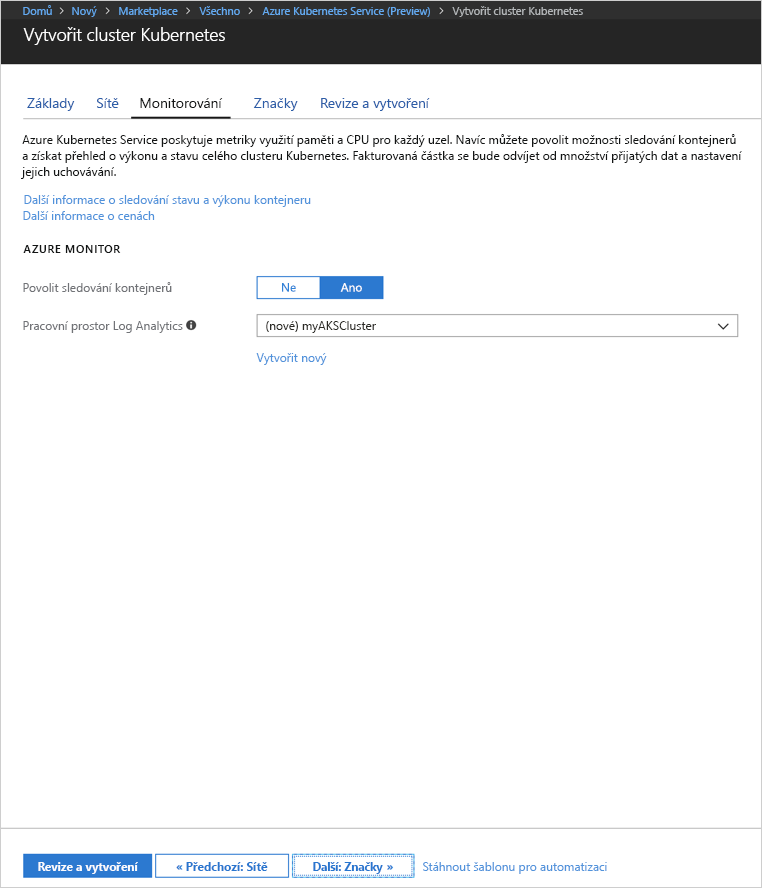 Domů > Nový > Marketplace > Všechno > Azure Kubernetes Service (Preview) > Vytvořit cluster Kubernetes
Vytvořit cluster Kubernetes
Základy Sítě Monitorování Značky Revize a vytvoření
Azure Kubernetes Service poskytuje metriky využití paměti a CPU pro každý uzel. Navíc můžete povolit možnosti sledování kontejnerů
a získat přehled o výkonu a stavu celého clusteru Kubernetes. Fakturovaná částka se bude odvíjet od množství přijatých dat a nastavení
jejich uchovávání.
Další informace o sledování stavu a výkonu kontejneru
Další informace o cenách
AZURE MONITOR
Povolit sledování kontejnerů Ne Ano
Pracovní prostor Log Analytics (nové) myAKSCluster
Vytvořit nový
Revize a vytvoření « Předchozí: Sítě Další: Značky » Stáhnout šablonu pro automatizaci